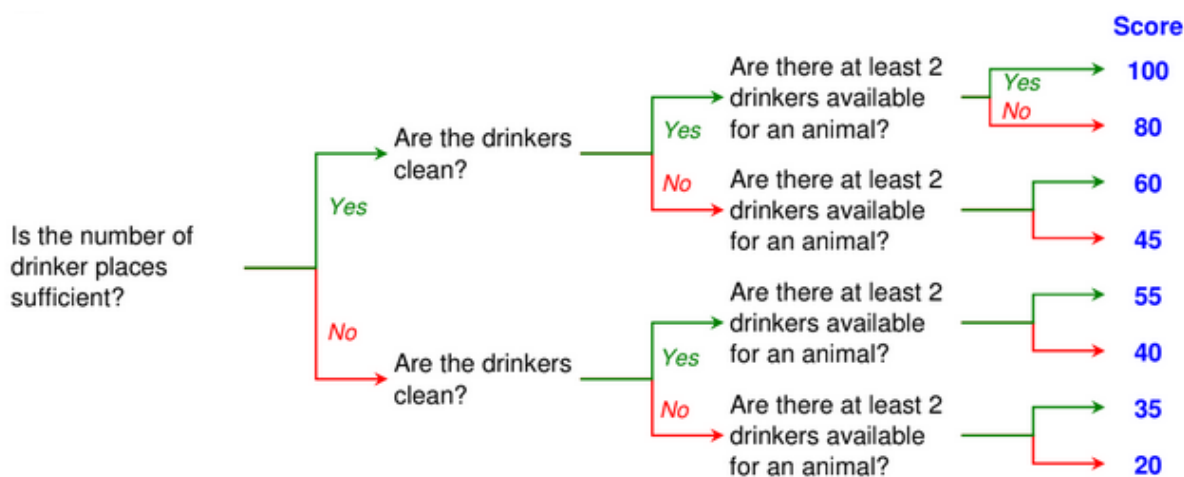 Score
Are there at least 2
drinkers available
for an animal?
Yes
100
No
80
Are the drinkers
clean?
Yes
No
Are there at least 2
drinkers available
for an animal?
60
45
Is the number of
drinker places
sufficient?
Yes
No
Are there at least 2
drinkers available
for an animal?
55
40
Are the drinkers
clean?
Yes
No
Are there at least 2
drinkers available
for an animal?
35
20